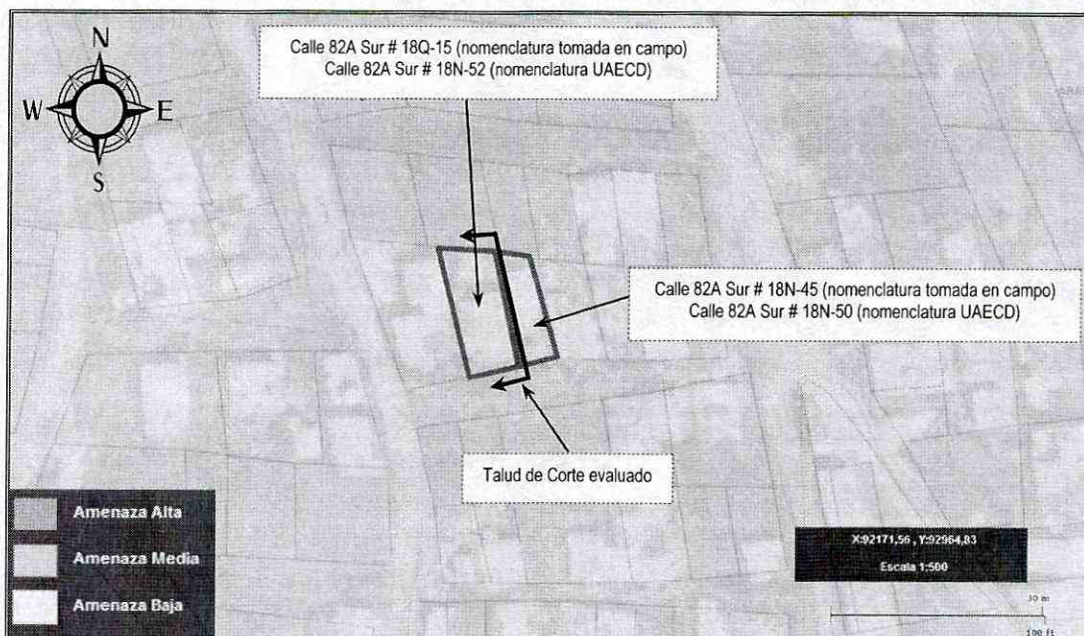 N
W
E
S
Calle 82A Sur # 18Q-15 (nomenclatura tomada en campo)
Calle 82A Sur # 18N-52 (nomenclatura UAECD)
Calle 82A Sur # 18N-45 (nomenclatura tomada en campo)
Calle 82A Sur # 18N-50 (nomenclatura UAECD)
Talud de Corte evaluado
Amenaza Alta
Amenaza Media
Amenaza Baja
X:92171,56 , Y:92964,83
Escala 1:500
30 m
100 ft